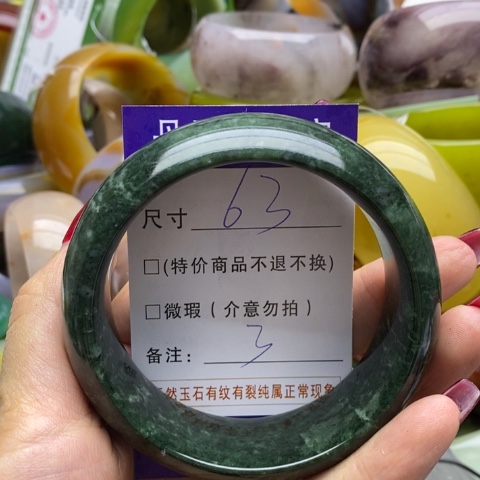 尺寸 63
□(特价商品不退不换)
□微瑕(介意勿拍)
备注: 3
然玉石有纹有裂纯属正常现象